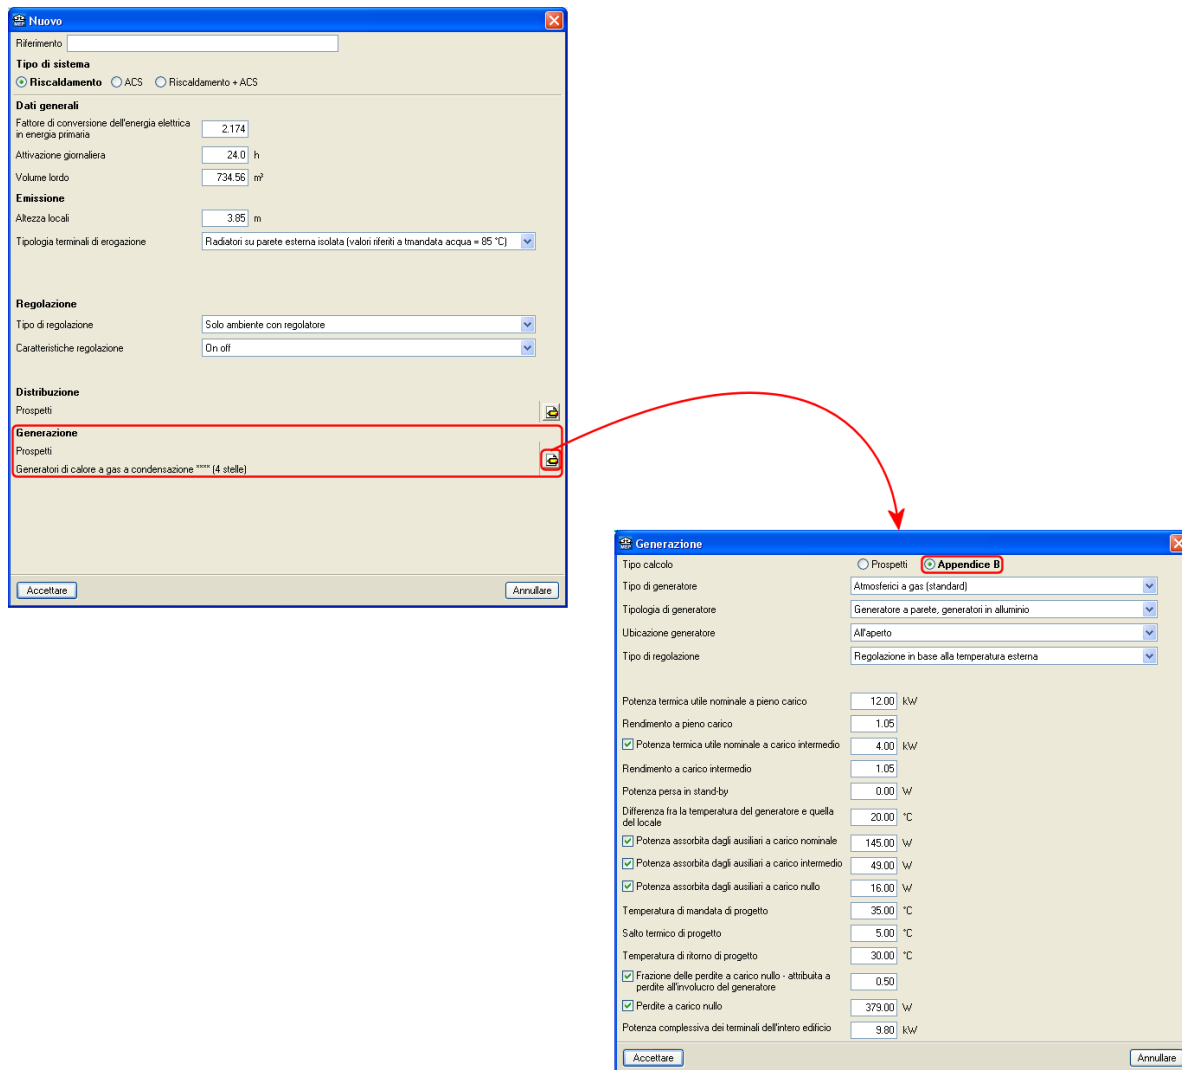 Nuovo
Riferimento
Tipo di sistema
Riscaldamento ACS Riscaldamento + ACS
Dati generali
Fattore di conversione dell'energia elettrica
in energia primaria
2.174
Attivazione giornaliera 24.0 h
Volume lordo 734.56 m³
Emissione
Altezza locali 3.85 m
Tipologia terminali di erogazione Radiatori su parete esterna isolata (valori riferiti a tmandata acqua = 85 °C)
Regolazione
Tipo di regolazione Solo ambiente con regolatore
Caratteristiche regolazione On off
Distribuzione
Prospetti
Generazione
Prospetti
Generatori di calore a gas a condensazione **** (4 stelle)
Accettare Annullare
Generazione
Tipo calcolo Prospetti Appendice B
Tipo di generatore Atmosferici a gas (standard)
Tipologia di generatore Generatore a parete, generatori in alluminio
Ubicazione generatore All'aperto
Tipo di regolazione Regolazione in base alla temperatura esterna
Potenza termica utile nominale a pieno carico 12.00 kW
Rendimento a pieno carico 1.05
Potenza termica utile nominale a carico intermedio 4.00 kW
Rendimento a carico intermedio 1.05
Potenza persa in stand-by 0.00 W
Differenza fra la temperatura del generatore e quella
del locale
20.00 °C
Potenza assorbita dagli ausiliari a carico nominale 145.00 W
Potenza assorbita dagli ausiliari a carico intermedio 49.00 W
Potenza assorbita dagli ausiliari a carico nullo 16.00 W
Temperatura di mandata di progetto 35.00 °C
Salto termico di progetto 5.00 °C
Temperatura di ritorno di progetto 30.00 °C
Frazione delle perdite a carico nullo - attribuita a
perdite all'involucro del generatore
0.50
Perdite a carico nullo 379.00 W
Potenza complessiva dei terminali dell'intero edificio 9.80 kW
Accettare Annullare